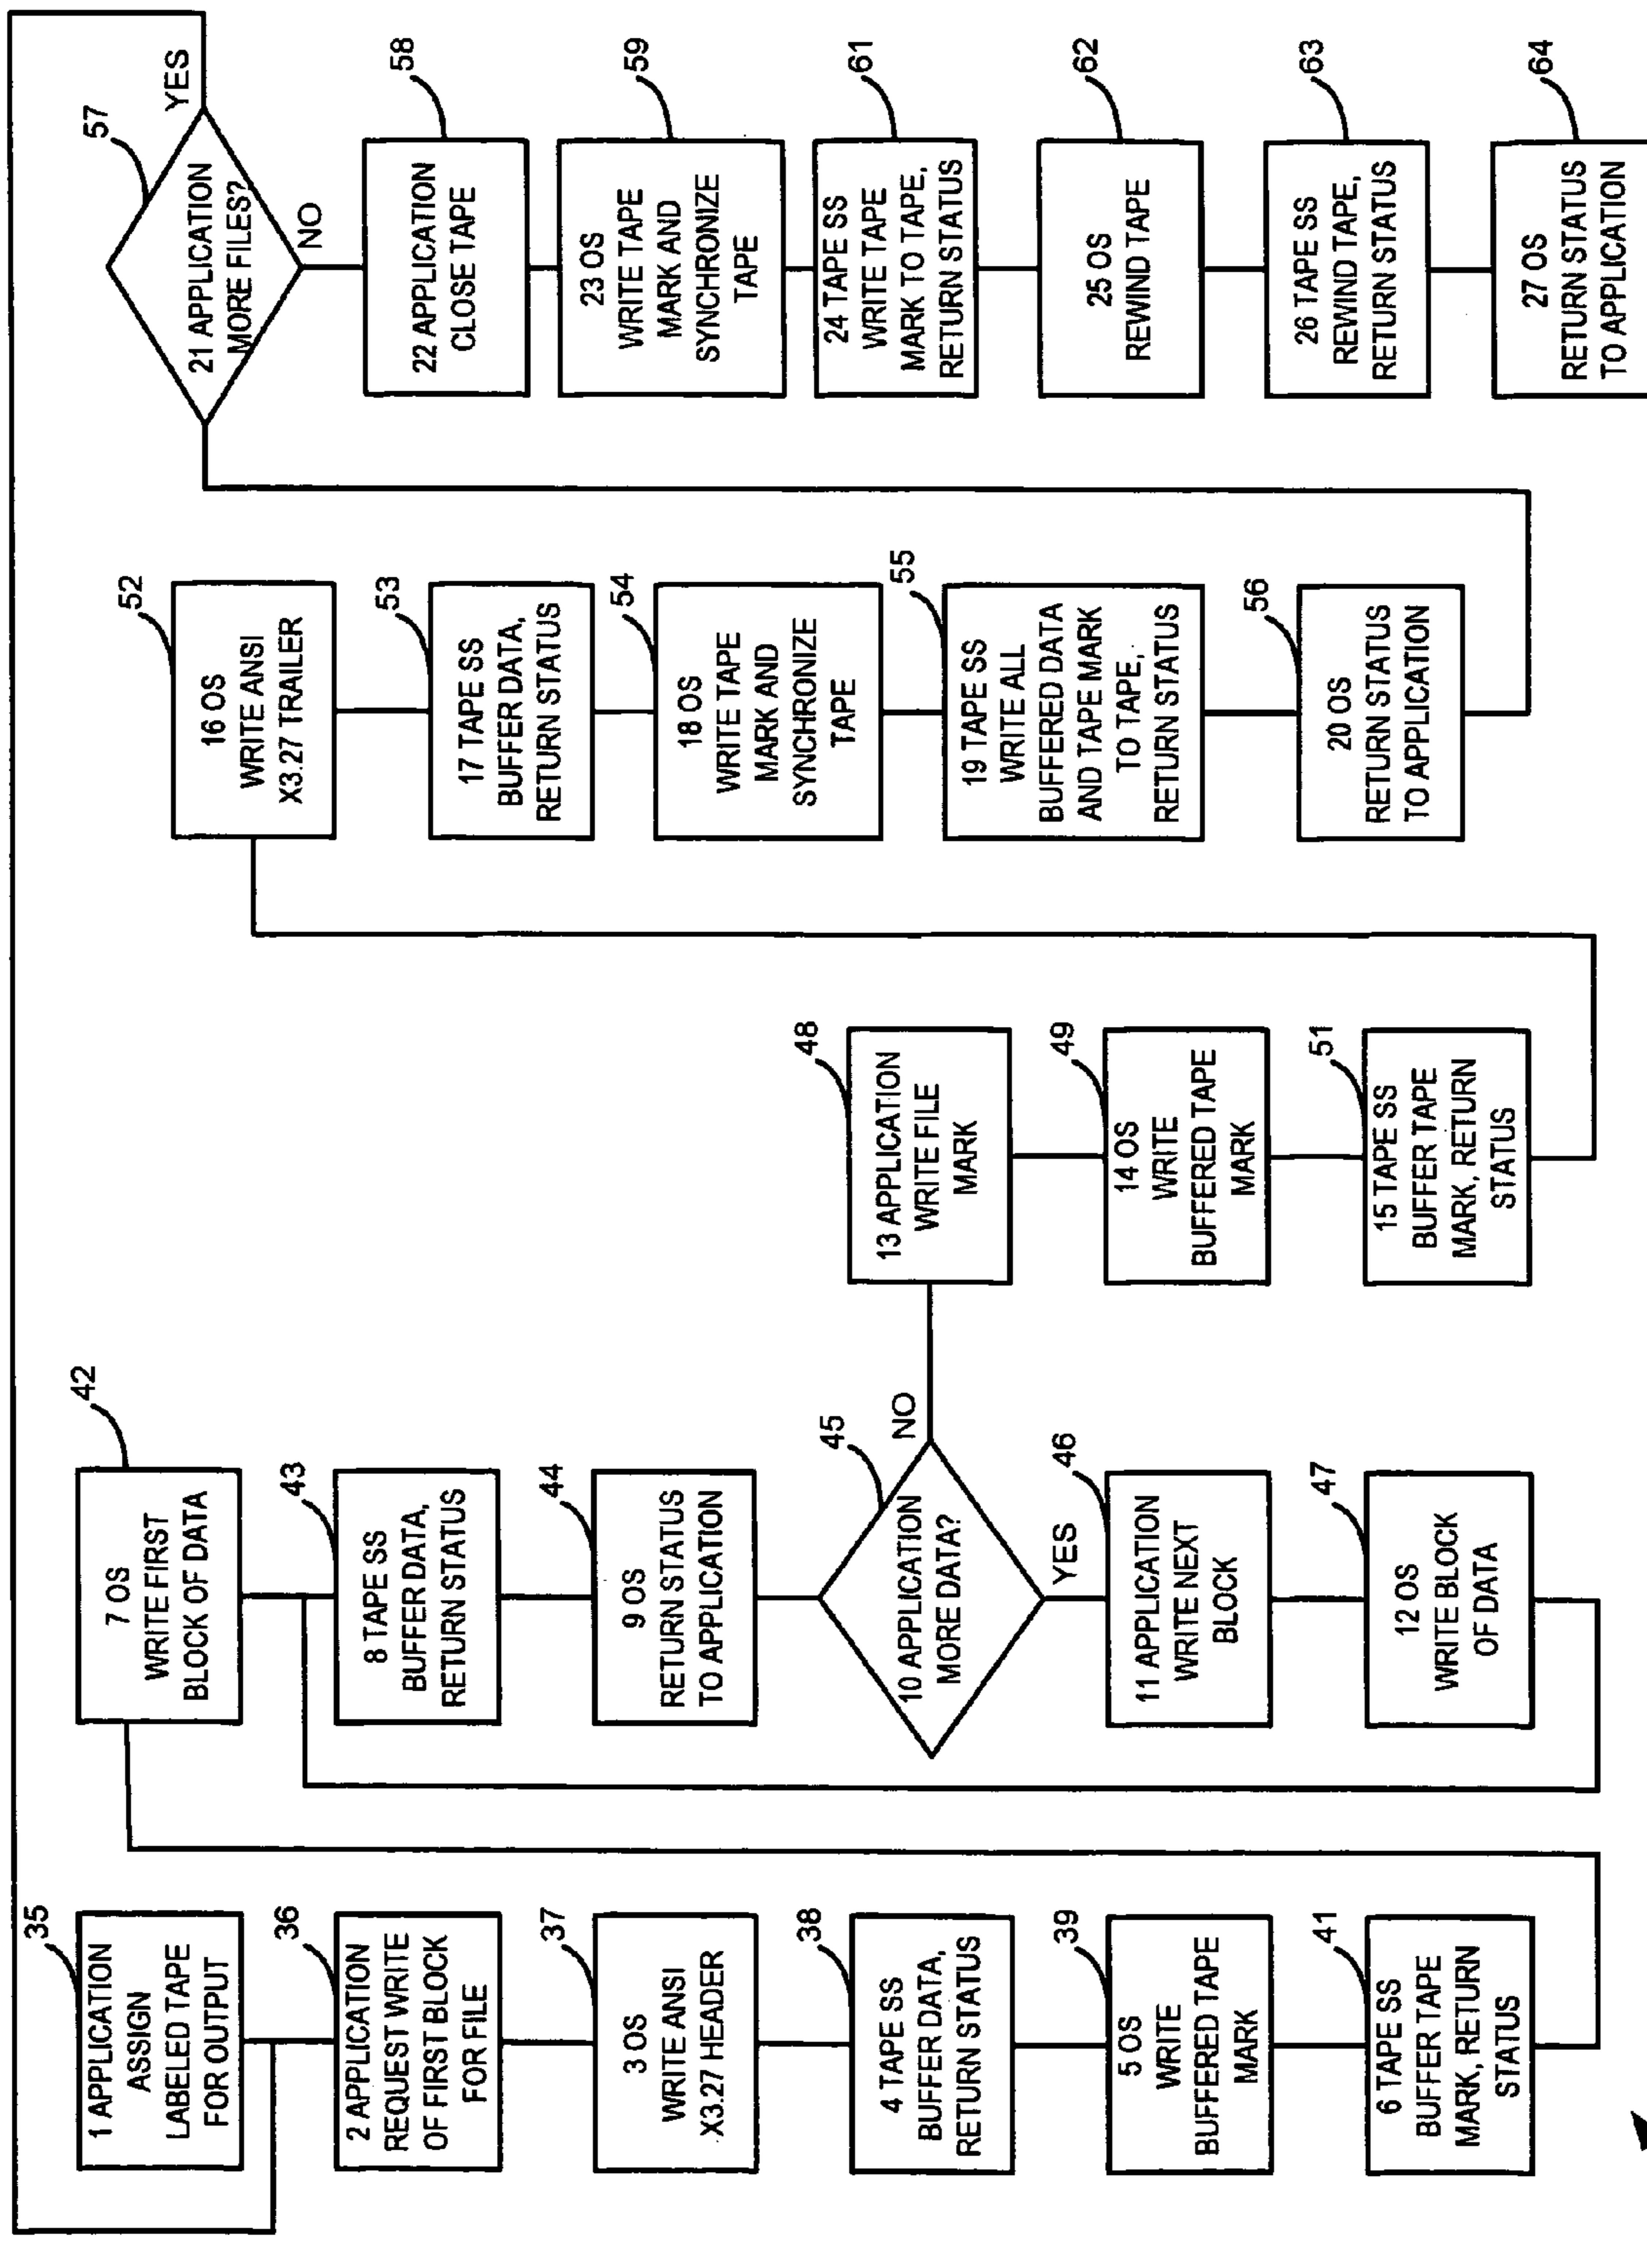 35
1 APPLICATION
ASSIGN
LABELED TAPE
FOR OUTPUT
36
2 APPLICATION
REQUEST WRITE
OF FIRST BLOCK
FOR FILE
37
3 OS
WRITE ANSI
X3.27 HEADER
38
4 TAPE SS
BUFFER DATA,
RETURN STATUS
39
5 OS
WRITE
BUFFERED TAPE
MARK
41
6 TAPE SS
BUFFER TAPE
MARK, RETURN
STATUS
42
7 OS
WRITE FIRST
BLOCK OF DATA
43
8 TAPE SS
BUFFER DATA,
RETURN STATUS
44
9 OS
RETURN STATUS
TO APPLICATION
45
10 APPLICATION
MORE DATA?
NO
YES
46
11 APPLICATION
WRITE NEXT
BLOCK
47
12 OS
WRITE BLOCK
OF DATA
48
13 APPLICATION
WRITE FILE
MARK
49
14 OS
WRITE
BUFFERED TAPE
MARK
51
15 TAPE SS
BUFFER TAPE
MARK, RETURN
STATUS
52
16 OS
WRITE ANSI
X3.27 TRAILER
53
17 TAPE SS
BUFFER DATA,
RETURN STATUS
54
18 OS
WRITE TAPE
MARK AND
SYNCHRONIZE
TAPE
55
19 TAPE SS
WRITE ALL
BUFFERED DATA
AND TAPE MARK
TO TAPE,
RETURN STATUS
56
20 OS
RETURN STATUS
TO APPLICATION
57
21 APPLICATION
MORE FILES?
YES
NO
58
22 APPLICATION
CLOSE TAPE
59
23 OS
WRITE TAPE
MARK AND
SYNCHRONIZE
TAPE
61
24 TAPE SS
WRITE TAPE
MARK TO TAPE,
RETURN STATUS
62
25 OS
REWIND TAPE
63
26 TAPE SS
REWIND TAPE,
RETURN STATUS
64
27 OS
RETURN STATUS
TO APPLICATION